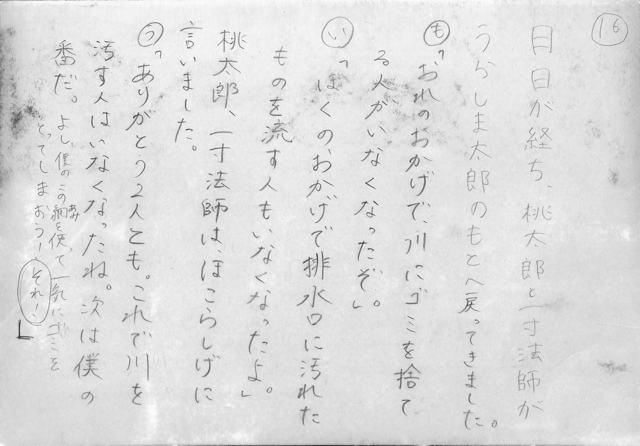 16
月日が経ち、桃太郎と一寸法師が
うらしま太郎のもとへ戻ってきました。
も「おれのおかげで、川にゴミを捨て
る人がいなくなったぞ」。
い「ぼくのおかげで排水口に汚れた
ものを流す人もいなくなったよ。」
桃太郎、一寸法師は、ほこらしげに
言いました。
う「ありがとう2人とも。これで川を
汚す人はいなくなったね。次は僕の
番だ。よし、僕のこの網を使って一気にゴミを
あみ
とってしまおう!それー!」